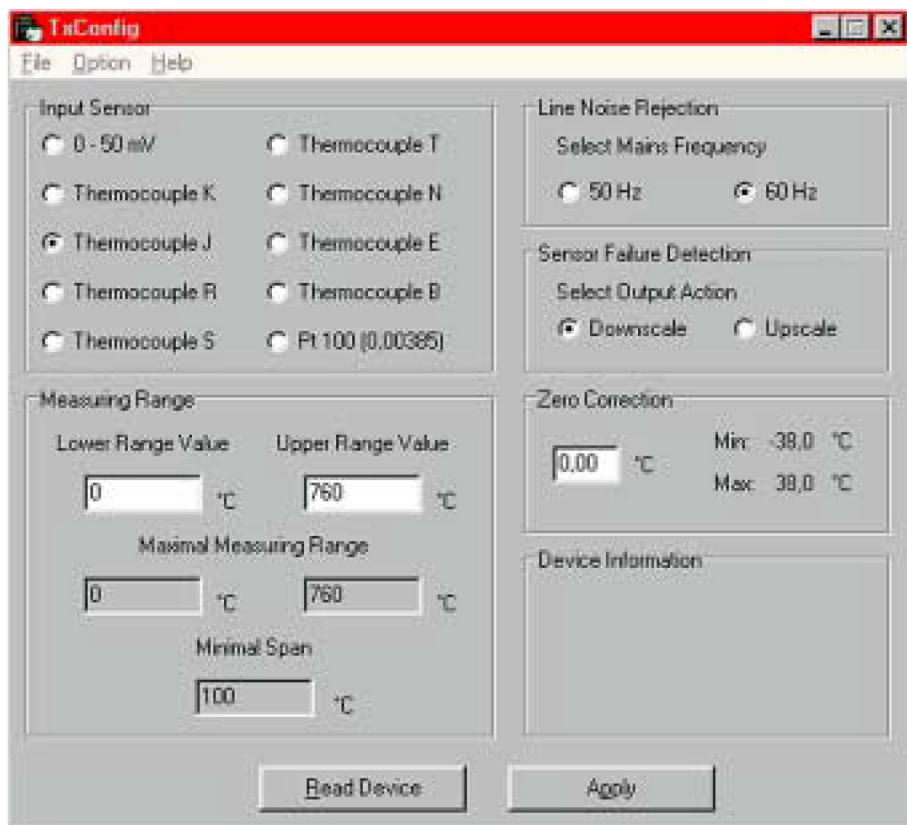 TxConfig
File Option Help
Input Sensor
0 - 50 mV
Thermocouple T
Thermocouple K
Thermocouple N
Thermocouple J
Thermocouple E
Thermocouple R
Thermocouple B
Thermocouple S
Pt 100 (0,00385)
Line Noise Rejection
Select Mains Frequency
50 Hz
60 Hz
Sensor Failure Detection
Select Output Action
Downscale
Upscale
Measuring Range
Lower Range Value
Upper Range Value
0 °C
760 °C
Maximal Measuring Range
0 °C
760 °C
Minimal Span
100 °C
Zero Correction
0,00 °C
Min: -38,0 °C
Max: 38,0 °C
Device Information
Read Device
Apply